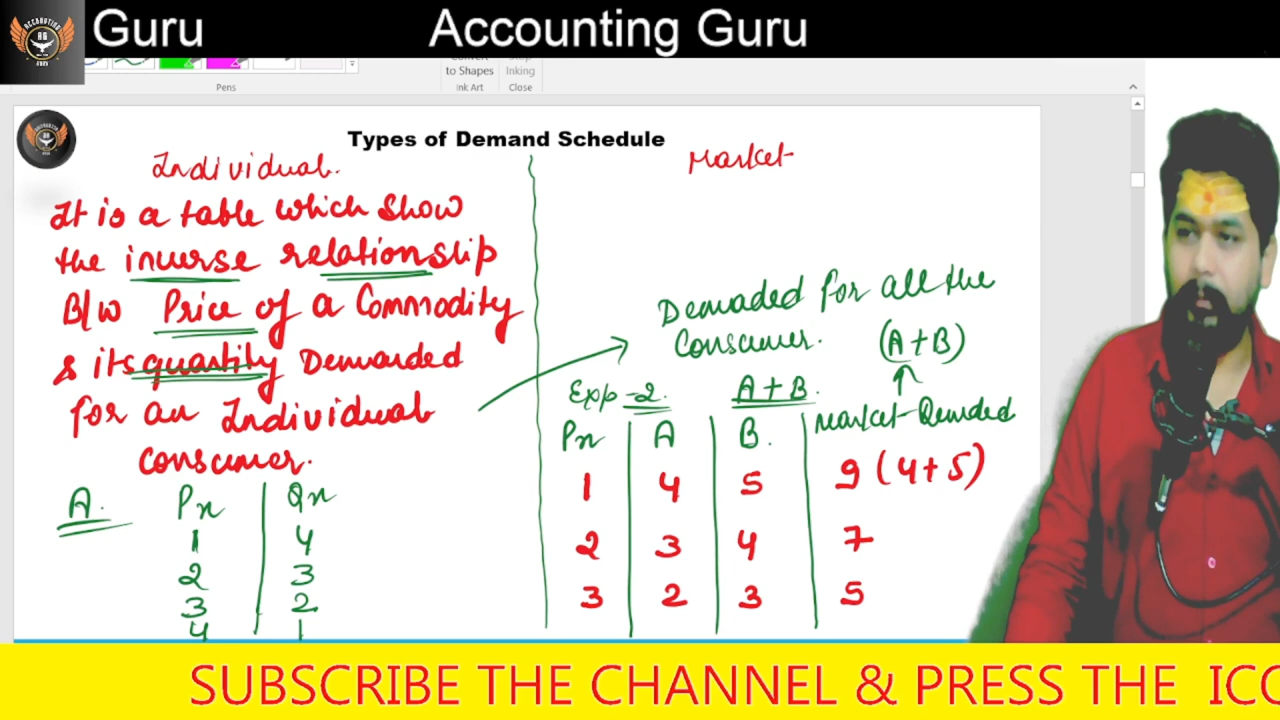 Guru
Accounting Guru
to Shapes
Inking
Pens
Ink Art
Close
Types of Demand Schedule
Individual.
It is a table which show
the inverse relationship
B/w Price of a Commodity
& its quantity Demanded
for an Individual
Consumer.
A. Px Qx
1 4
2 3
3 2
4 1
Market
Demaded for all the
Consumer. (A+B)
Exp-2. A+B.
Px A B. Market-Demded
1 4 5 9 (4+5)
2 3 4 7
3 2 3 5
SUBSCRIBE THE CHANNEL & PRESS THE ICO